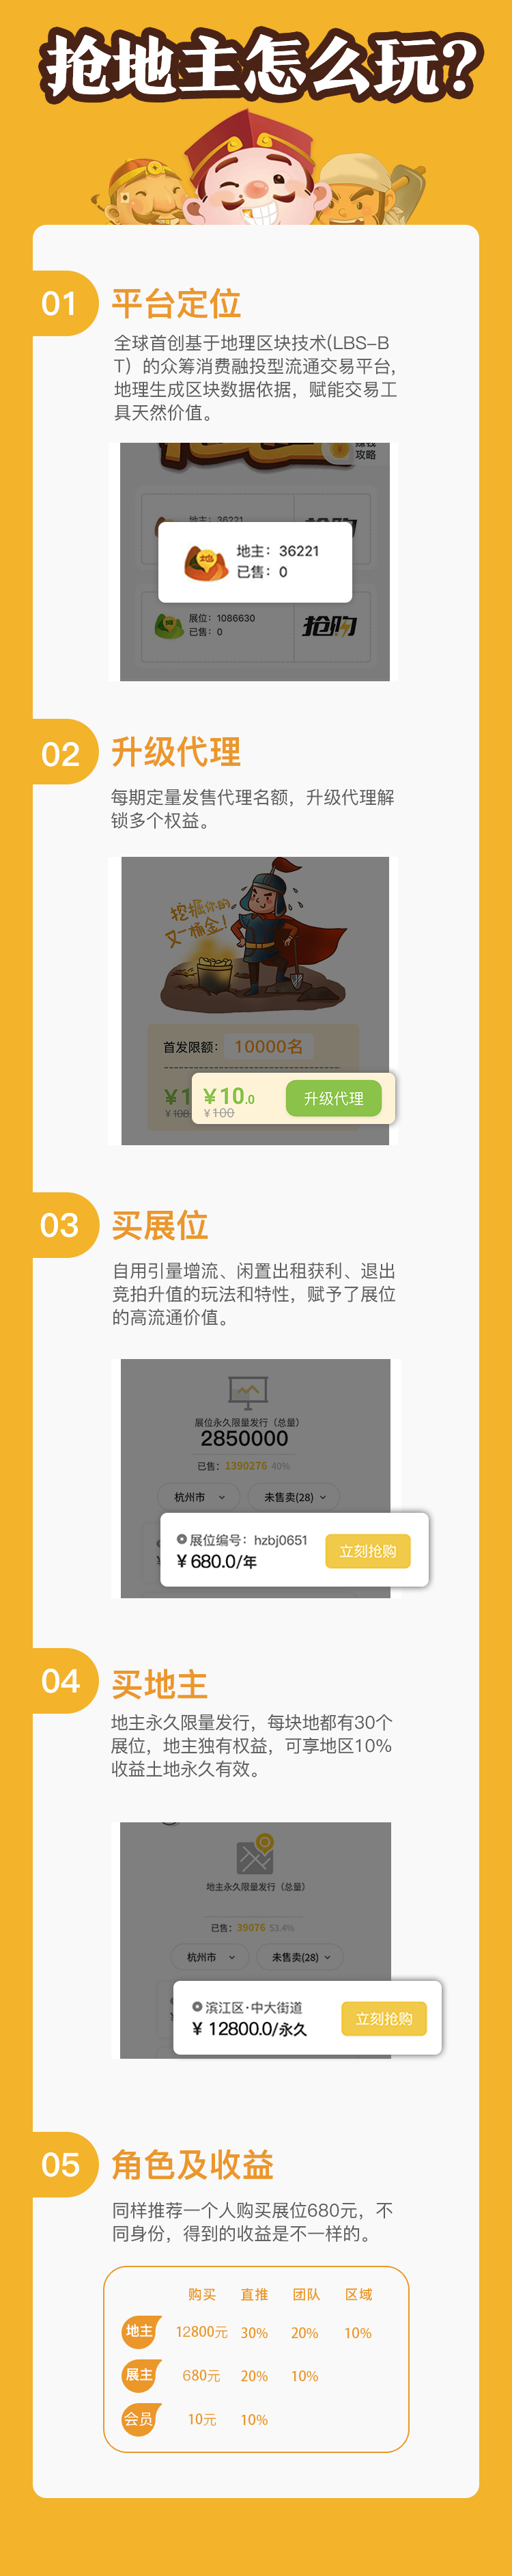 抢地主怎么玩?
01 平台定位
全球首创基于地理区块技术(LBS-B
T) 的众筹消费融投型流通交易平台,
地理生成区块数据依据，赋能交易工
具天然价值。
赚钱
攻略
地主：36221
抢购
地主：36221
已售：0
展位：1086630
已售：0
抢购
02 升级代理
每期定量发售代理名额，升级代理解
锁多个权益。
挖掘你的
又一桶金!
首发限额： 10000名
¥1
¥108
¥10.0
¥100
升级代理
03 买展位
自用引量增流、闲置出租获利、退出
竞拍升值的玩法和特性，赋予了展位
的高流通价值。
展位永久限量发行（总量）
2850000
已售：1390276 40%
杭州市 未售卖(28)
展位编号：hzbj0651
¥680.0/年
立刻抢购
04 买地主
地主永久限量发行，每块地都有30个
展位，地主独有权益，可享地区10%
收益土地永久有效。
地主永久限量发行（总量）
已售：39076 53.4%
杭州市 未售卖(28)
滨江区·中大街道
¥ 12800.0/永久
立刻抢购
05 角色及收益
同样推荐一个人购买展位680元，不
同身份，得到的收益是不一样的。
购买 直推 团队 区域
地主 12800元 30% 20% 10%
展主 680元 20% 10%
会员 10元 10%